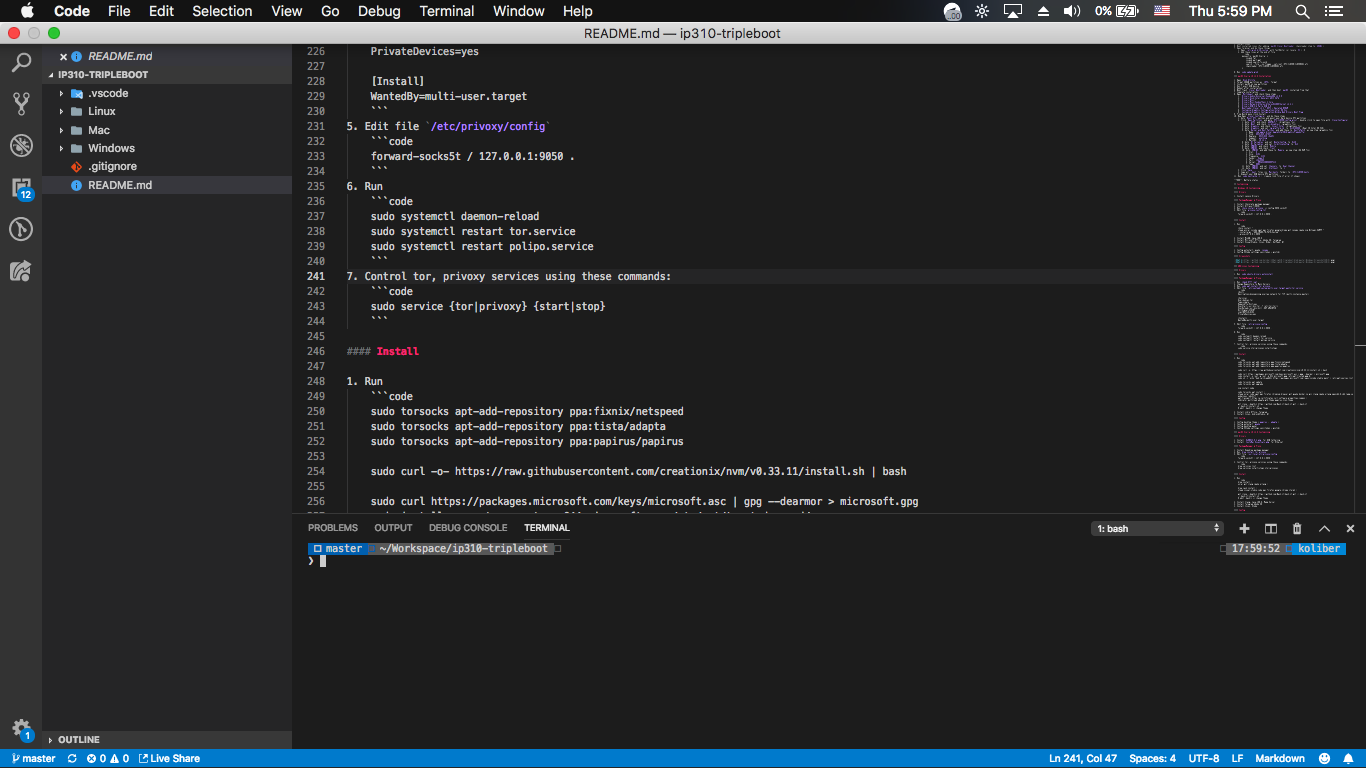 Code File Edit Selection View Go Debug Terminal Window Help
0% Thu 5:59 PM
README.md — ip310-tripleboot
README.md
IP310-TRIPLEBOOT
.vscode
Linux
Mac
Windows
.gitignore
README.md
12
1
OUTLINE
226 PrivateDevices=yes
227
228 [Install]
229 WantedBy=multi-user.target
230 ```
231 5. Edit file `/etc/privoxy/config`
232 ```code
233 forward-socks5t / 127.0.0.1:9050 .
234 ```
235 6. Run
236 ```code
237 sudo systemctl daemon-reload
238 sudo systemctl restart tor.service
239 sudo systemctl restart polipo.service
240 ```
241 7. Control tor, privoxy services using these commands:
242 ```code
243 sudo service {tor|privoxy} {start|stop}
244 ```
245
246 #### Install
247
248 1. Run
249 ```code
250 sudo torsocks apt-add-repository ppa:fixnix/netspeed
251 sudo torsocks apt-add-repository ppa:tista/adapta
252 sudo torsocks apt-add-repository ppa:papirus/papirus
253
254 sudo curl -o- https://raw.githubusercontent.com/creationix/nvm/v0.33.11/install.sh | bash
255
256 sudo curl https://packages.microsoft.com/keys/microsoft.asc | gpg --dearmor > microsoft.gpg
PROBLEMS OUTPUT DEBUG CONSOLE TERMINAL
1: bash
master ~/Workspace/ip310-tripleboot 17:59:52 koliber
❯
master 0 0 Live Share
Ln 241, Col 47 Spaces: 4 UTF-8 LF Markdown